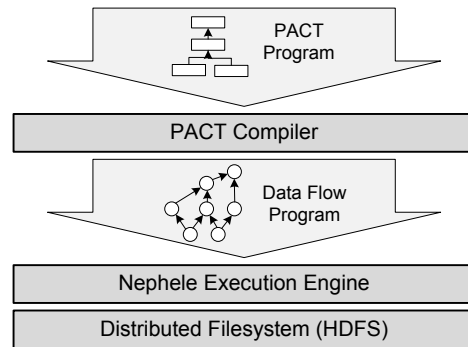 PACT
Program
PACT Compiler
Data Flow
Program
Nephele Execution Engine
Distributed Filesystem (HDFS)